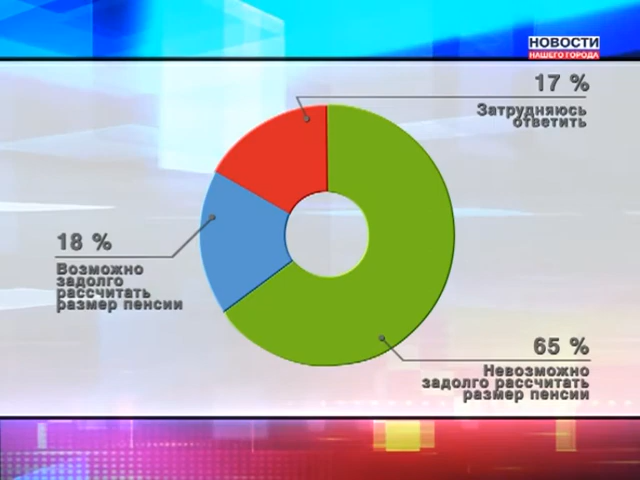 НОВОСТИ
НАШЕГО ГОРОДА
17 %
Затрудняюсь
ответить
18 %
Возможно
задолго
рассчитать
размер пенсии
65 %
Невозможно
задолго рассчитать
размер пенсии